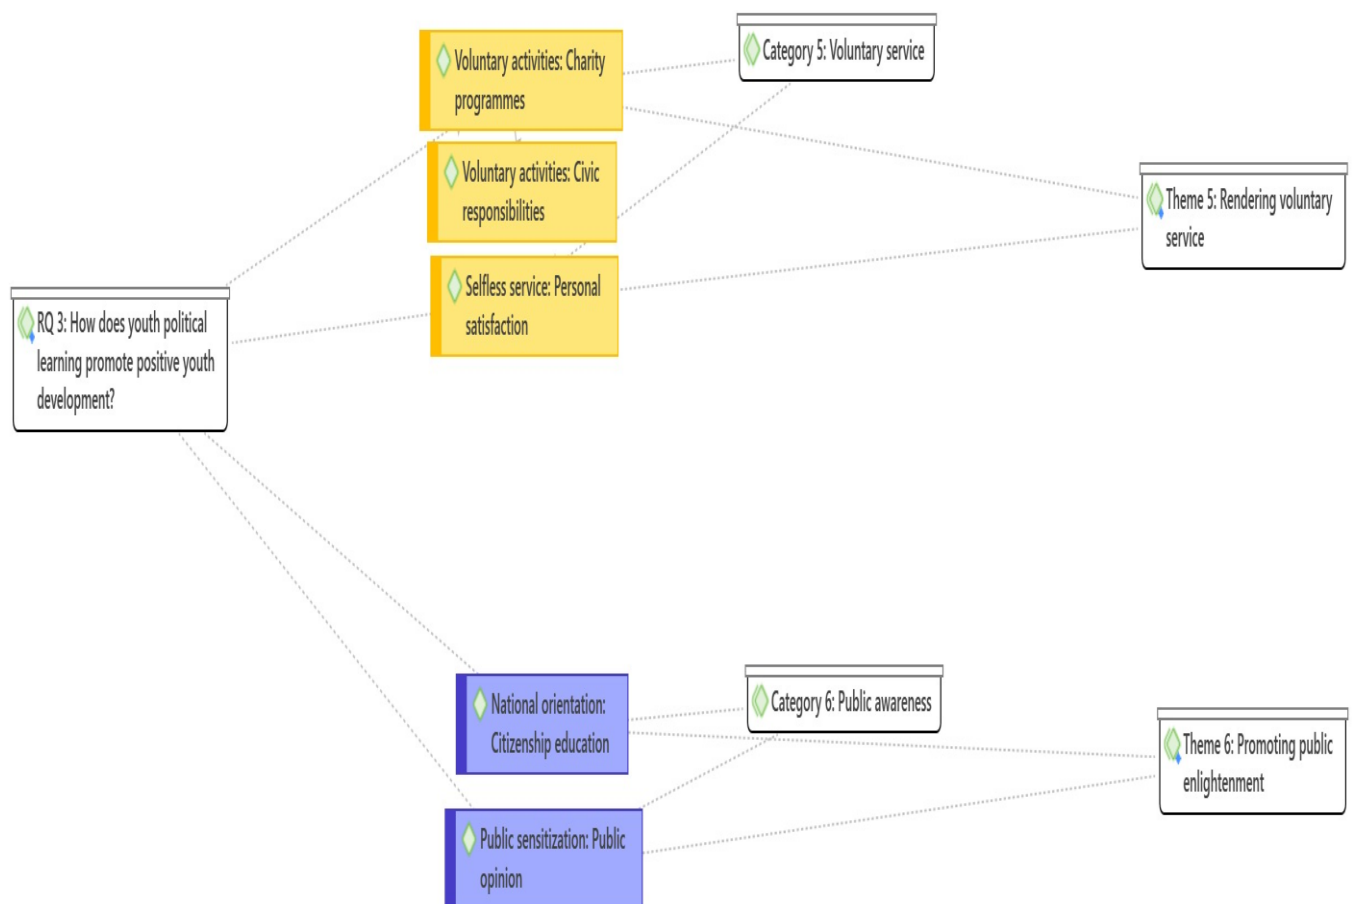 Voluntary activities: Charity
programmes
Category 5: Voluntary service
Voluntary activities: Civic
responsibilities
Theme 5: Rendering voluntary
service
Selfless service: Personal
satisfaction
RQ 3: How does youth political
learning promote positive youth
development?
National orientation:
Citizenship education
Category 6: Public awareness
Theme 6: Promoting public
enlightenment
Public sensitization: Public
opinion